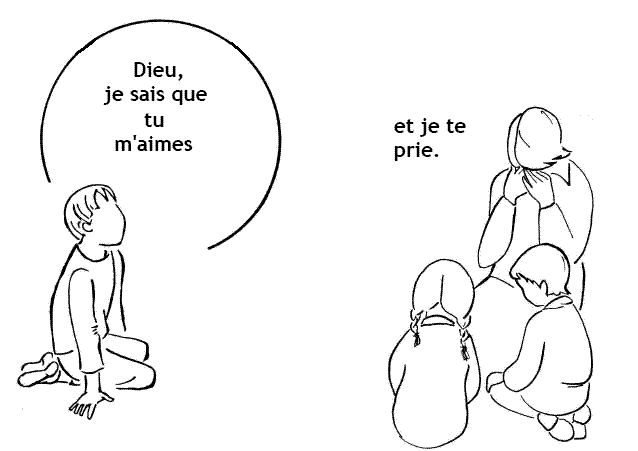 Dieu,
je sais que
tu
m'aimes
et je te
prie.